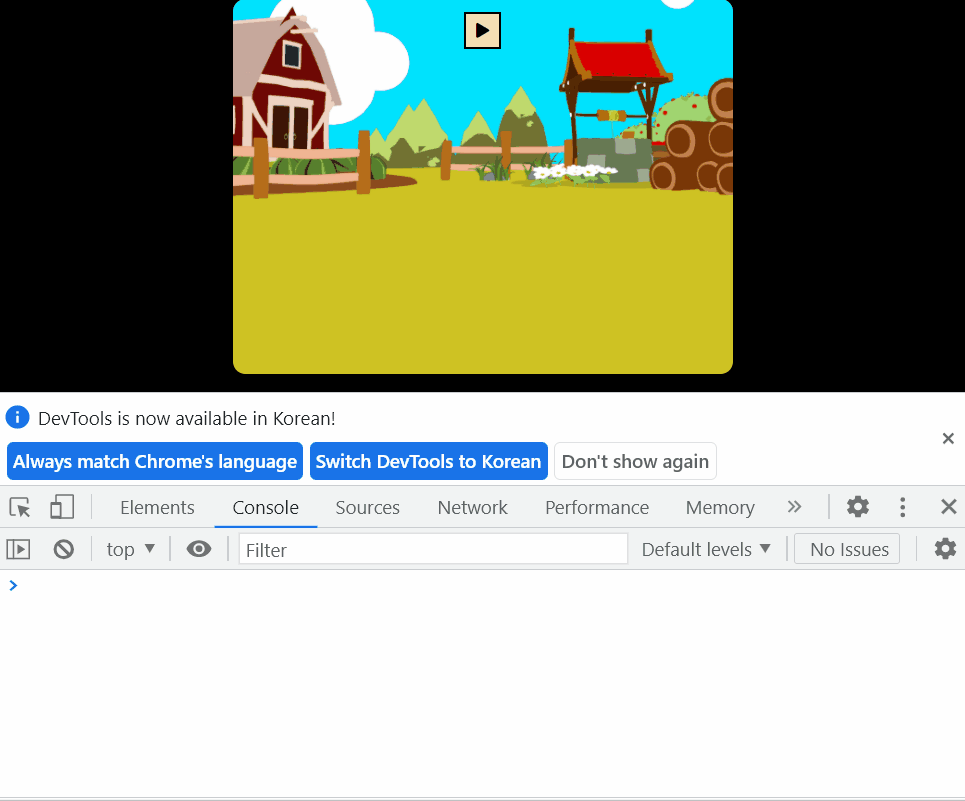 DevTools is now available in Korean!
Always match Chrome's language Switch DevTools to Korean Don't show again
Elements Console Sources Network Performance Memory
top Filter Default levels No Issues